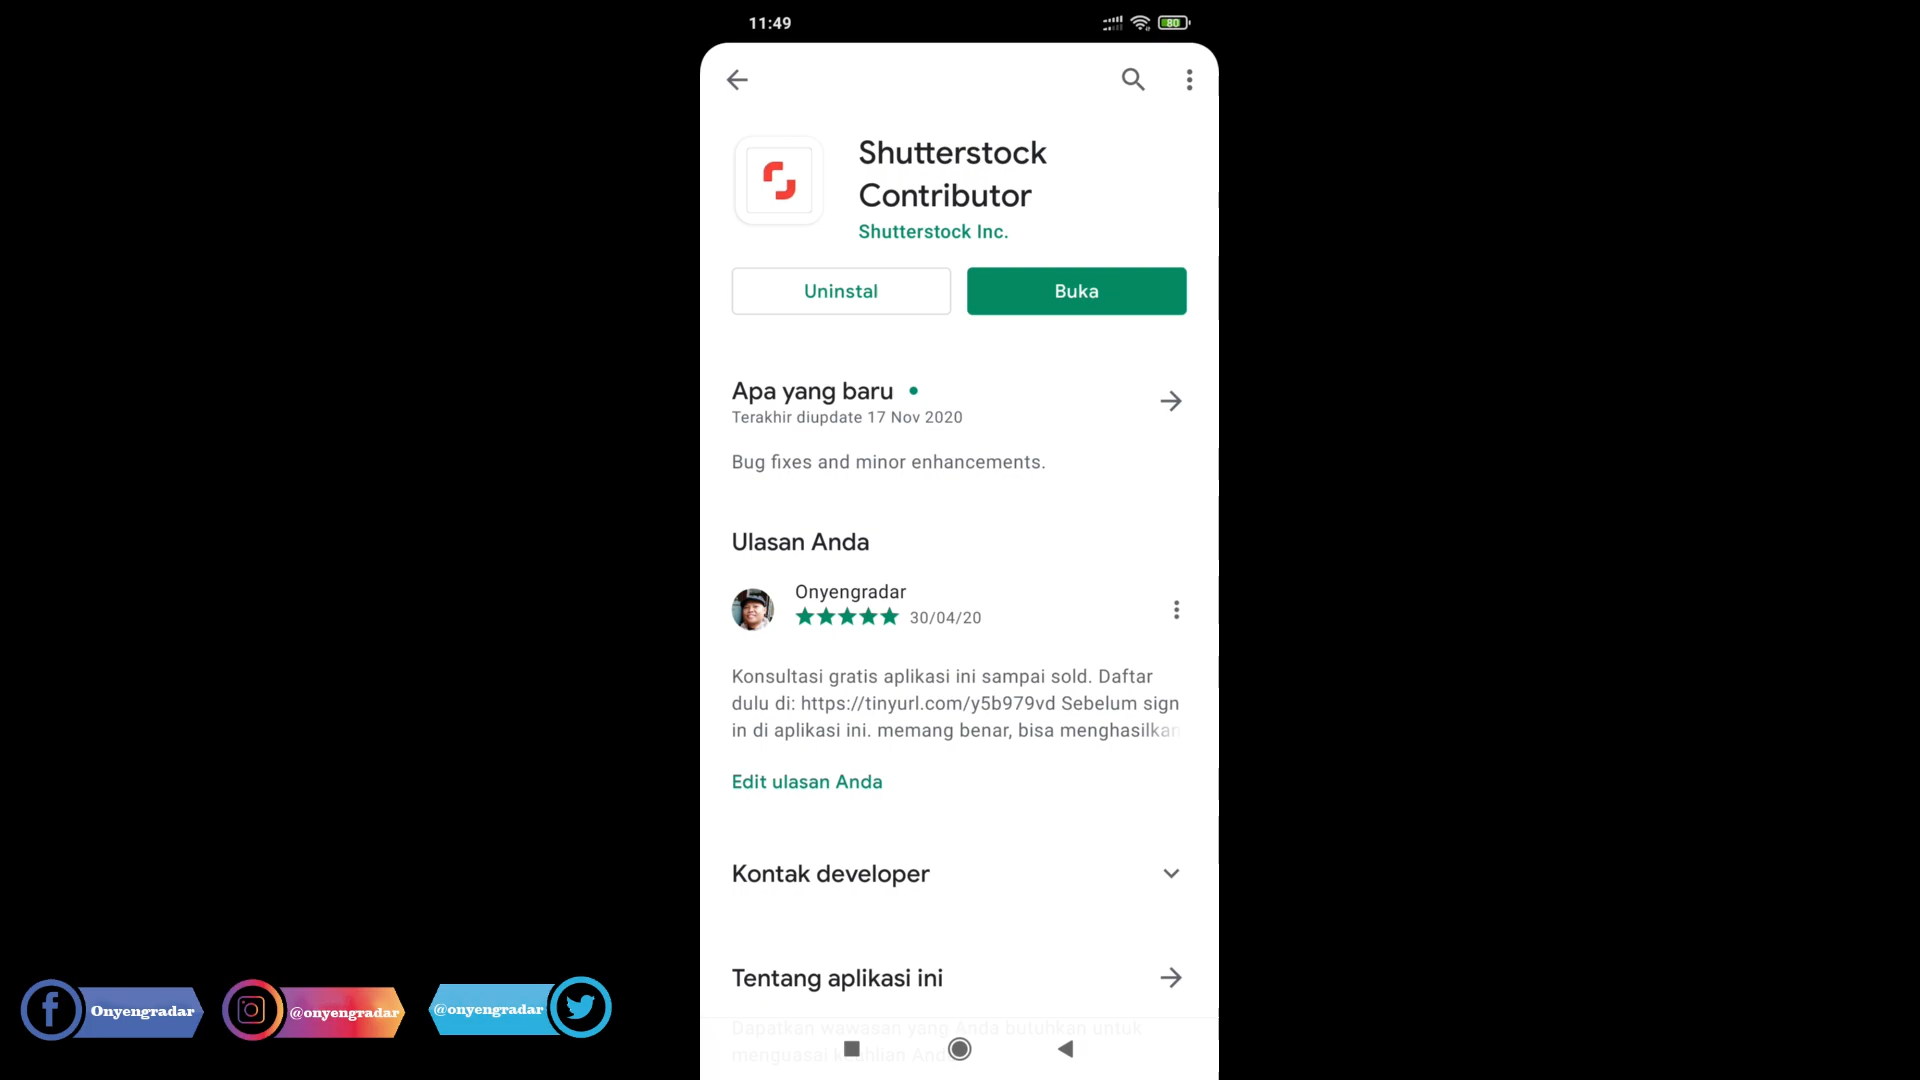 11:49
80
Shutterstock
Contributor
Shutterstock Inc.
Uninstal
Buka
Apa yang baru
Terakhir diupdate 17 Nov 2020
Bug fixes and minor enhancements.
Ulasan Anda
Onyengradar
30/04/20
Konsultasi gratis aplikasi ini sampai sold. Daftar
dulu di: https://tinyurl.com/y5b979vd Sebelum sign
in di aplikasi ini. memang benar, bisa menghasilkan
Edit ulasan Anda
Kontak developer
Tentang aplikasi ini
Dapatkan wawasan yang Anda butuhkan untuk
menguasai
Onyengradar
@onyengradar
@onyengradar